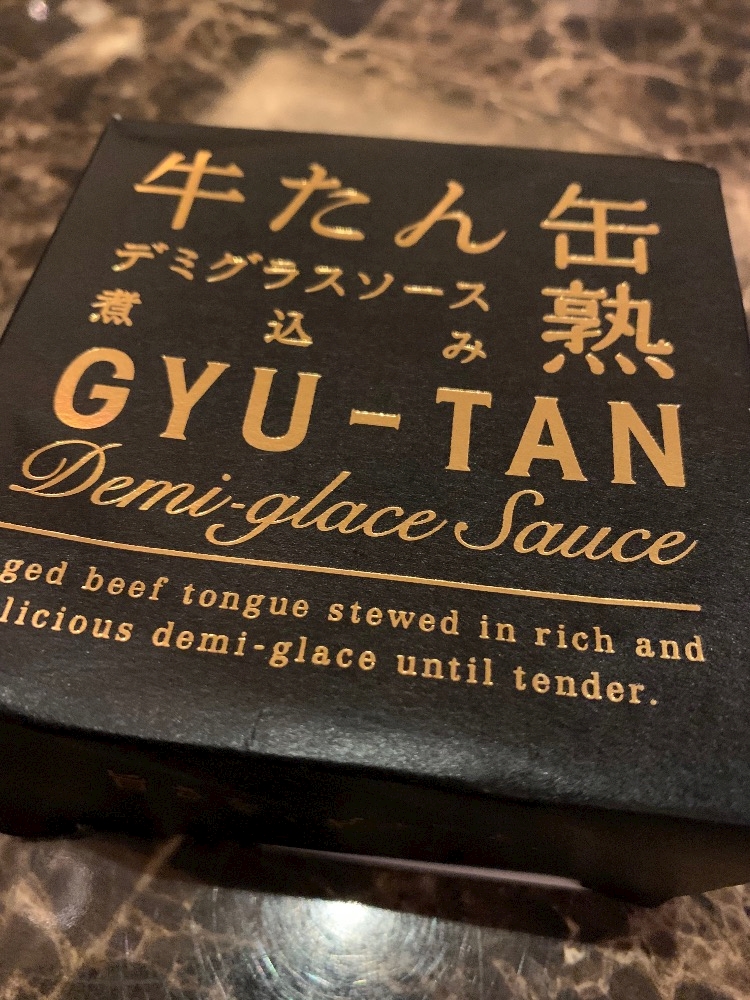 牛たん 缶熟
デミグラスソース
煮込み
GYU-TAN
Demi-glace Sauce
ged beef tongue stewed in rich and
licious demi-glace until tender.